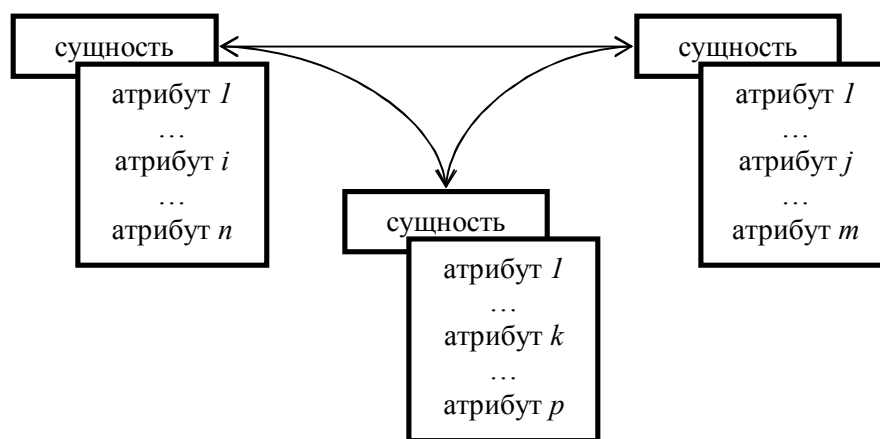 сущность
атрибут 1
…
атрибут i
…
атрибут n
сущность
атрибут 1
…
атрибут j
…
атрибут m
сущность
атрибут 1
…
атрибут k
…
атрибут p